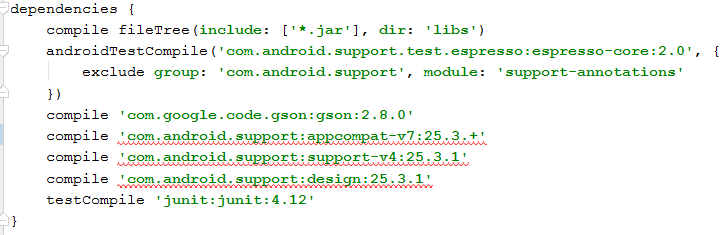 dependencies {
    compile fileTree(include: ['*.jar'], dir: 'libs')
    androidTestCompile('com.android.support.test.espresso:espresso-core:2.0', {
        exclude group: 'com.android.support', module: 'support-annotations'
    })
    compile 'com.google.code.gson:gson:2.8.0'
    compile 'com.android.support:appcompat-v7:25.3.+'
    compile 'com.android.support:support-v4:25.3.1'
    compile 'com.android.support:design:25.3.1'
    testCompile 'junit:junit:4.12'
}